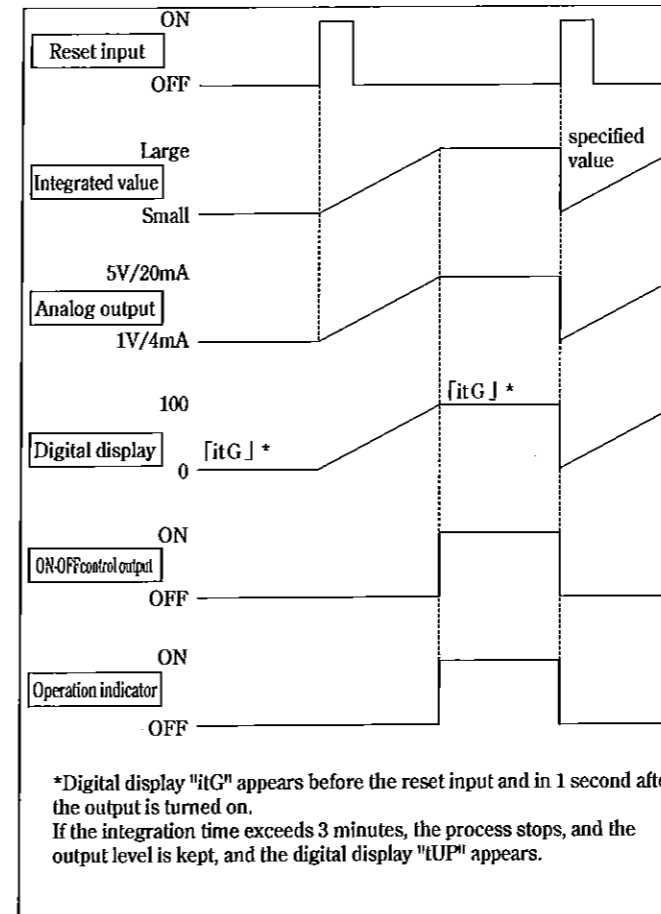 ON
Reset input
OFF
specified
value
Large
Integrated value
Small
5V/20mA
Analog output
1V/4mA
「itG」*
100
Digital display 「itG」*
0
ON
ON-OFFcontrol output
OFF
ON
Operation indicator
OFF
*Digital display "itG" appears before the reset input and in 1 second afte
the output is turned on.
If the integration time exceeds 3 minutes, the process stops, and the
output level is kept, and the digital display "tUP" appears.